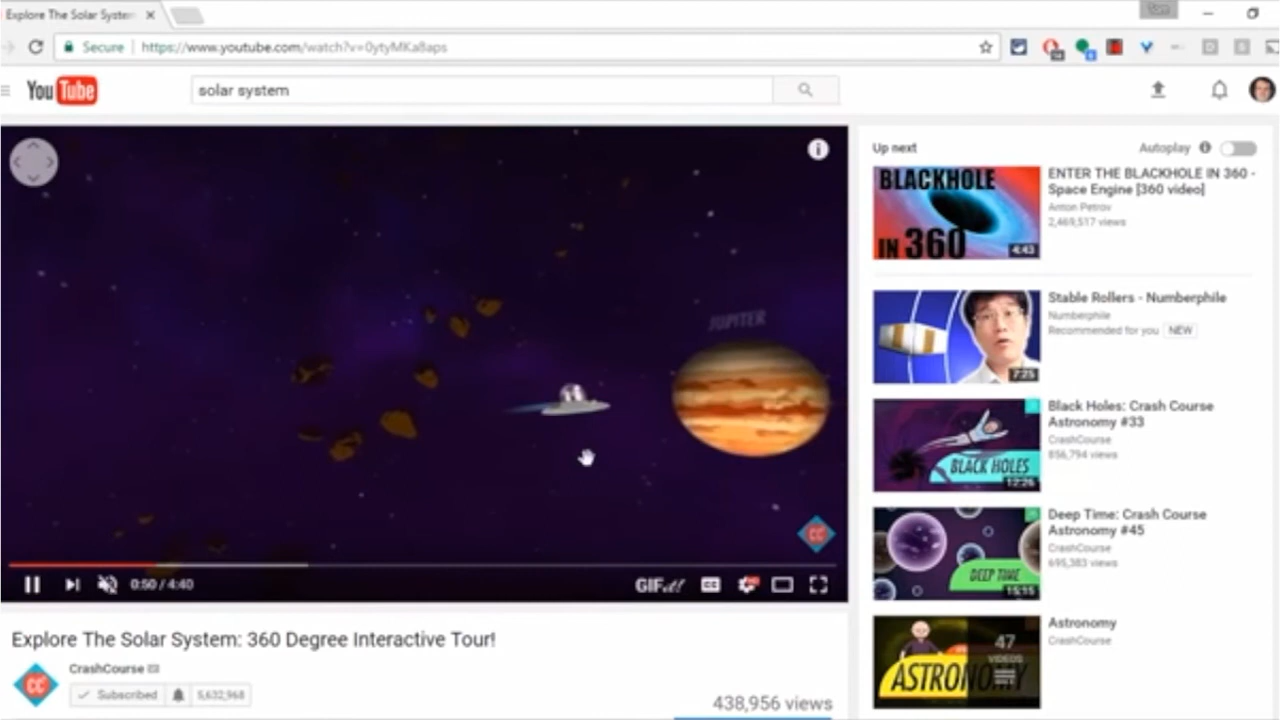 Explore The Solar System
Secure https://www.youtube.com/watch?v=0ytyMKa8aps
YouTube
solar system
JUPITER
CC
0:50 / 4:40
GIFit!
CC
Explore The Solar System: 360 Degree Interactive Tour!
CC
CrashCourse
Subscribed 5,632,968
438,956 views
Up next
Autoplay
BLACKHOLE
IN 360
4:43
ENTER THE BLACKHOLE IN 360 -
Space Engine [360 video]
Anton Petrov
2,469,517 views
7:25
Stable Rollers - Numberphile
Numberphile
Recommended for you NEW
BLACK HOLES
12:26
Black Holes: Crash Course
Astronomy #33
CrashCourse
856,794 views
DEEP TIME
15:15
Deep Time: Crash Course
Astronomy #45
CrashCourse
695,383 views
47
VIDEOS
ASTRONOMY
Astronomy
CrashCourse